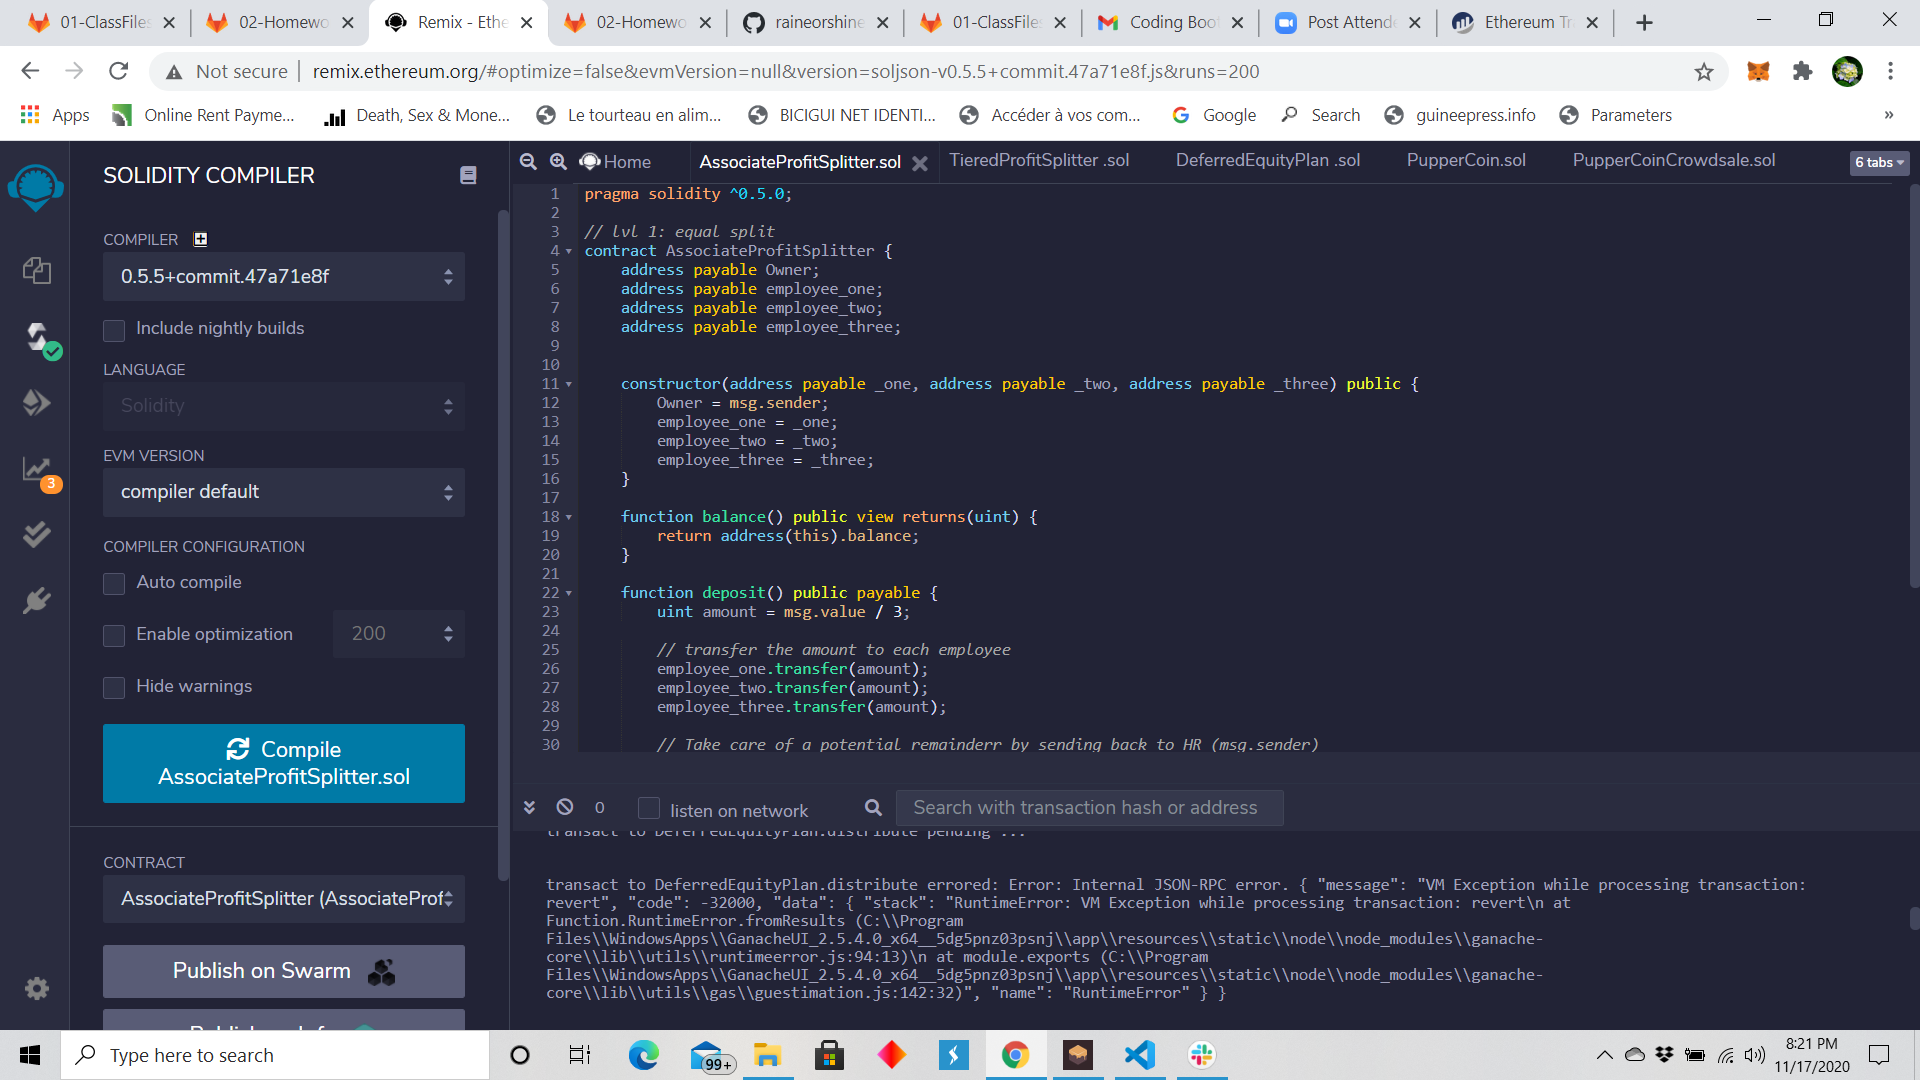 01-ClassFiles
02-Homewo
Remix - Ethe
02-Homewo
raineorshine
01-ClassFiles
Coding Boot
Post Attende
Ethereum Tr
Not secure
remix.ethereum.org/#optimize=false&evmVersion=null&version=soljson-v0.5.5+commit.47a71e8f.js&runs=200
Apps
Online Rent Payme...
Death, Sex & Mone...
Le tourteau en alim...
BICIGUI NET IDENTI...
Accéder à vos com...
Google
Search
guineepress.info
Parameters
»
SOLIDITY COMPILER
COMPILER
0.5.5+commit.47a71e8f
Include nightly builds
LANGUAGE
Solidity
EVM VERSION
compiler default
3
COMPILER CONFIGURATION
Auto compile
Enable optimization
200
Hide warnings
Compile
AssociateProfitSplitter.sol
CONTRACT
AssociateProfitSplitter (AssociateProf
Publish on Swarm
Home
AssociateProfitSplitter.sol
TieredProfitSplitter .sol
DeferredEquityPlan .sol
PupperCoin.sol
PupperCoinCrowdsale.sol
6 tabs
1 pragma solidity ^0.5.0;
2
3 // lvl 1: equal split
4 contract AssociateProfitSplitter {
5 address payable Owner;
6 address payable employee_one;
7 address payable employee_two;
8 address payable employee_three;
9
10
11 constructor(address payable _one, address payable _two, address payable _three) public {
12 Owner = msg.sender;
13 employee_one = _one;
14 employee_two = _two;
15 employee_three = _three;
16 }
17
18 function balance() public view returns(uint) {
19 return address(this).balance;
20 }
21
22 function deposit() public payable {
23 uint amount = msg.value / 3;
24
25 // transfer the amount to each employee
26 employee_one.transfer(amount);
27 employee_two.transfer(amount);
28 employee_three.transfer(amount);
29
30 // Take care of a potential remainderr by sending back to HR (msg.sender)
0
listen on network
Search with transaction hash or address
transact to DeferredEquityPlan.distribute pending ...
transact to DeferredEquityPlan.distribute errored: Error: Internal JSON-RPC error. { "message": "VM Exception while processing transaction:
revert", "code": -32000, "data": { "stack": "RuntimeError: VM Exception while processing transaction: revert\n at
Function.RuntimeError.fromResults (C:\\Program
Files\\WindowsApps\\GanacheUI_2.5.4.0_x64__5dg5pnz03psnj\\app\\resources\\static\\node\\node_modules\\ganache-
core\\lib\\utils\\runtimeerror.js:94:13)\n at module.exports (C:\\Program
Files\\WindowsApps\\GanacheUI_2.5.4.0_x64__5dg5pnz03psnj\\app\\resources\\static\\node\\node_modules\\ganache-
core\\lib\\utils\\gas\\guestimation.js:142:32)", "name": "RuntimeError" } }
Type here to search
99+
8:21 PM
11/17/2020